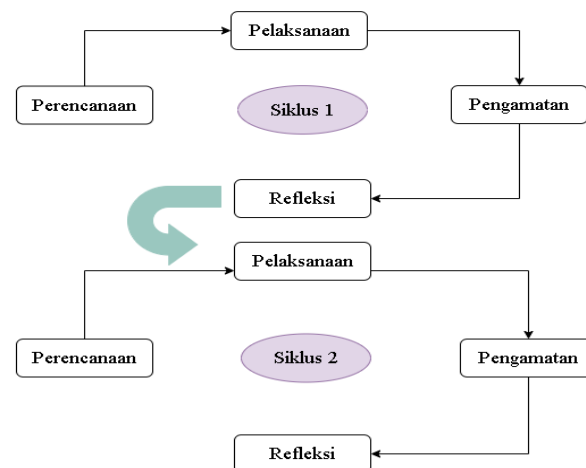 Pelaksanaan
Perencanaan
Siklus 1
Pengamatan
Refleksi
Pelaksanaan
Perencanaan
Siklus 2
Pengamatan
Refleksi